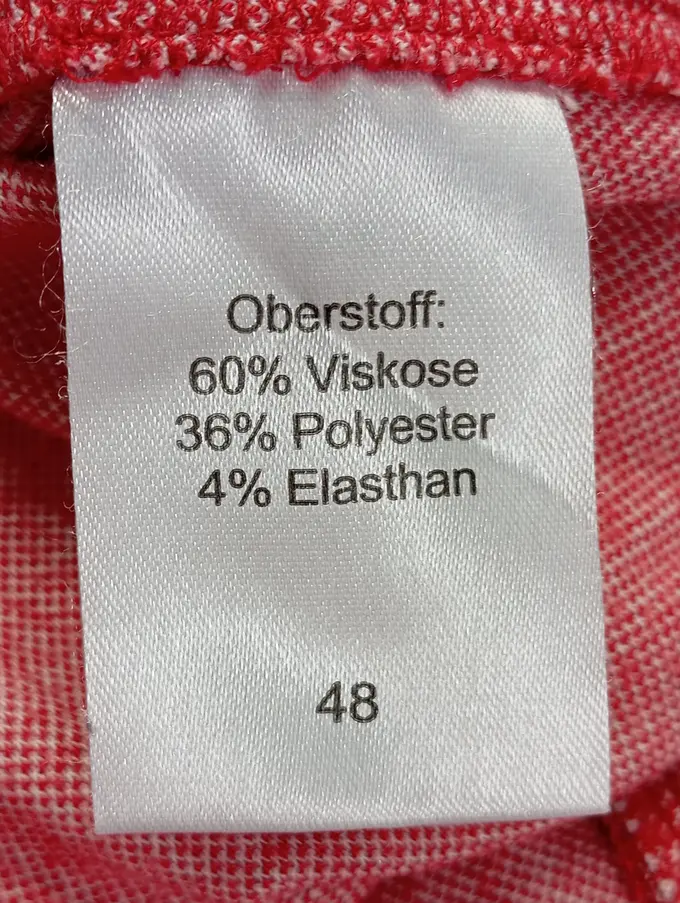 Oberstoff:
60% Viskose
36% Polyester
4% Elasthan
48